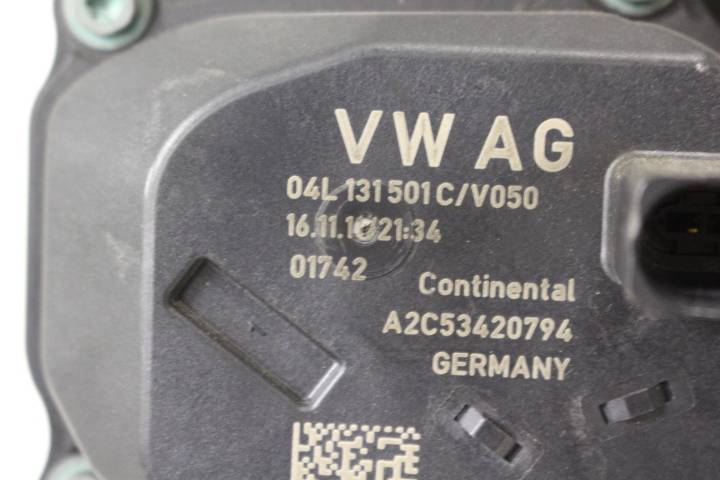 VW AG
04L 131 501 C/V050
21:34
01742
Continental
A2C53420794
GERMANY